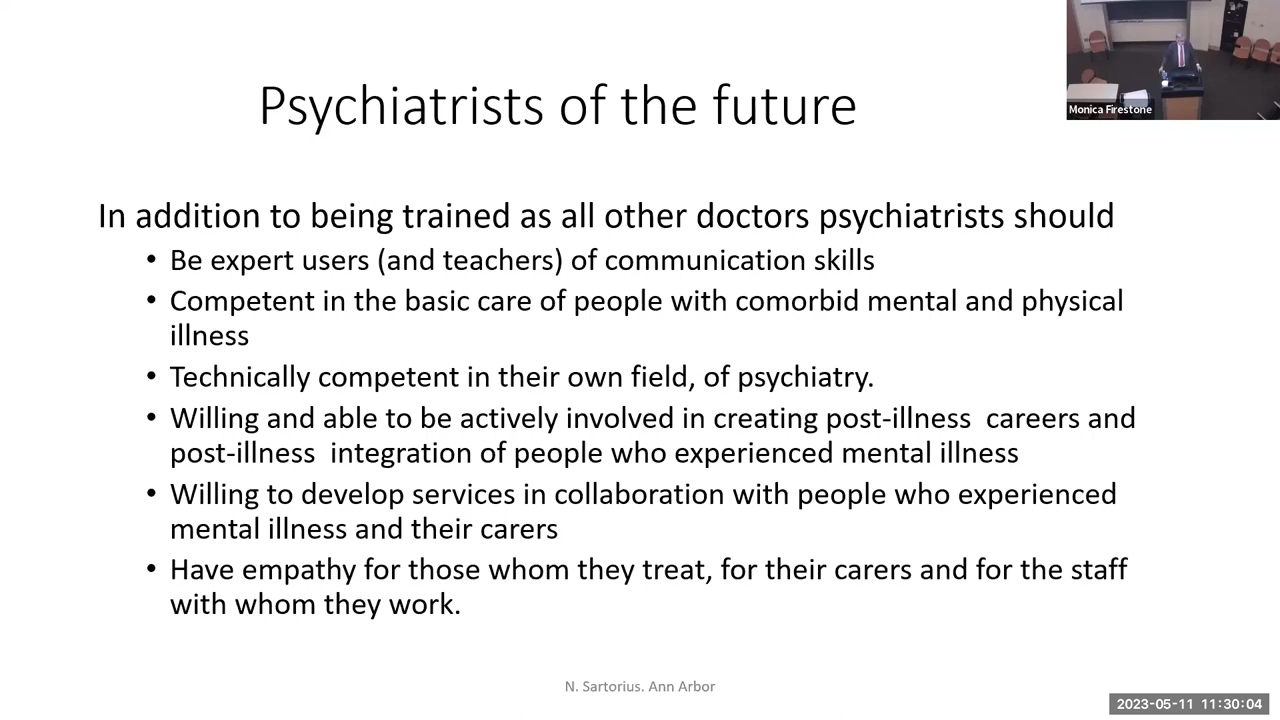 Psychiatrists of the future
Monica Firestone
In addition to being trained as all other doctors psychiatrists should
• Be expert users (and teachers) of communication skills
• Competent in the basic care of people with comorbid mental and physical
illness
• Technically competent in their own field, of psychiatry.
• Willing and able to be actively involved in creating post-illness  careers and
post-illness  integration of people who experienced mental illness
• Willing to develop services in collaboration with people who experienced
mental illness and their carers
• Have empathy for those whom they treat, for their carers and for the staff
with whom they work.
N. Sartorius. Ann Arbor
2023-05-11 11:30:04